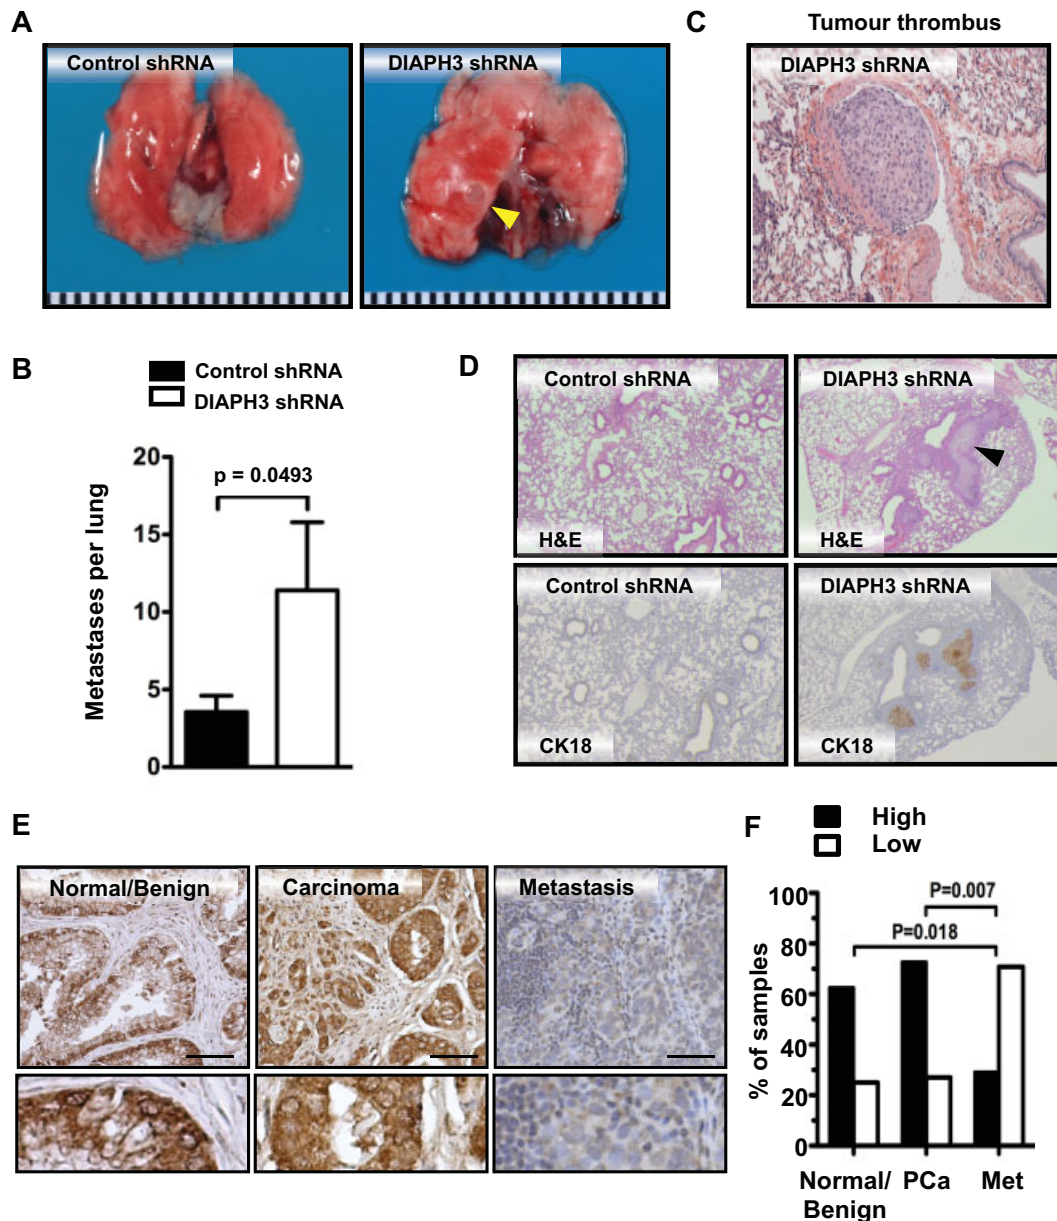 A
Control shRNA
DIAPH3 shRNA
C
Tumour thrombus
DIAPH3 shRNA
B
Control shRNA
DIAPH3 shRNA
Metastases per lung
20
15
10
5
0
p = 0.0493
D
Control shRNA
H&E
DIAPH3 shRNA
H&E
Control shRNA
CK18
DIAPH3 shRNA
CK18
E
Normal/Benign
Carcinoma
Metastasis
F
High
Low
% of samples
100
80
60
40
20
0
P=0.007
P=0.018
Normal/
Benign
PCa
Met